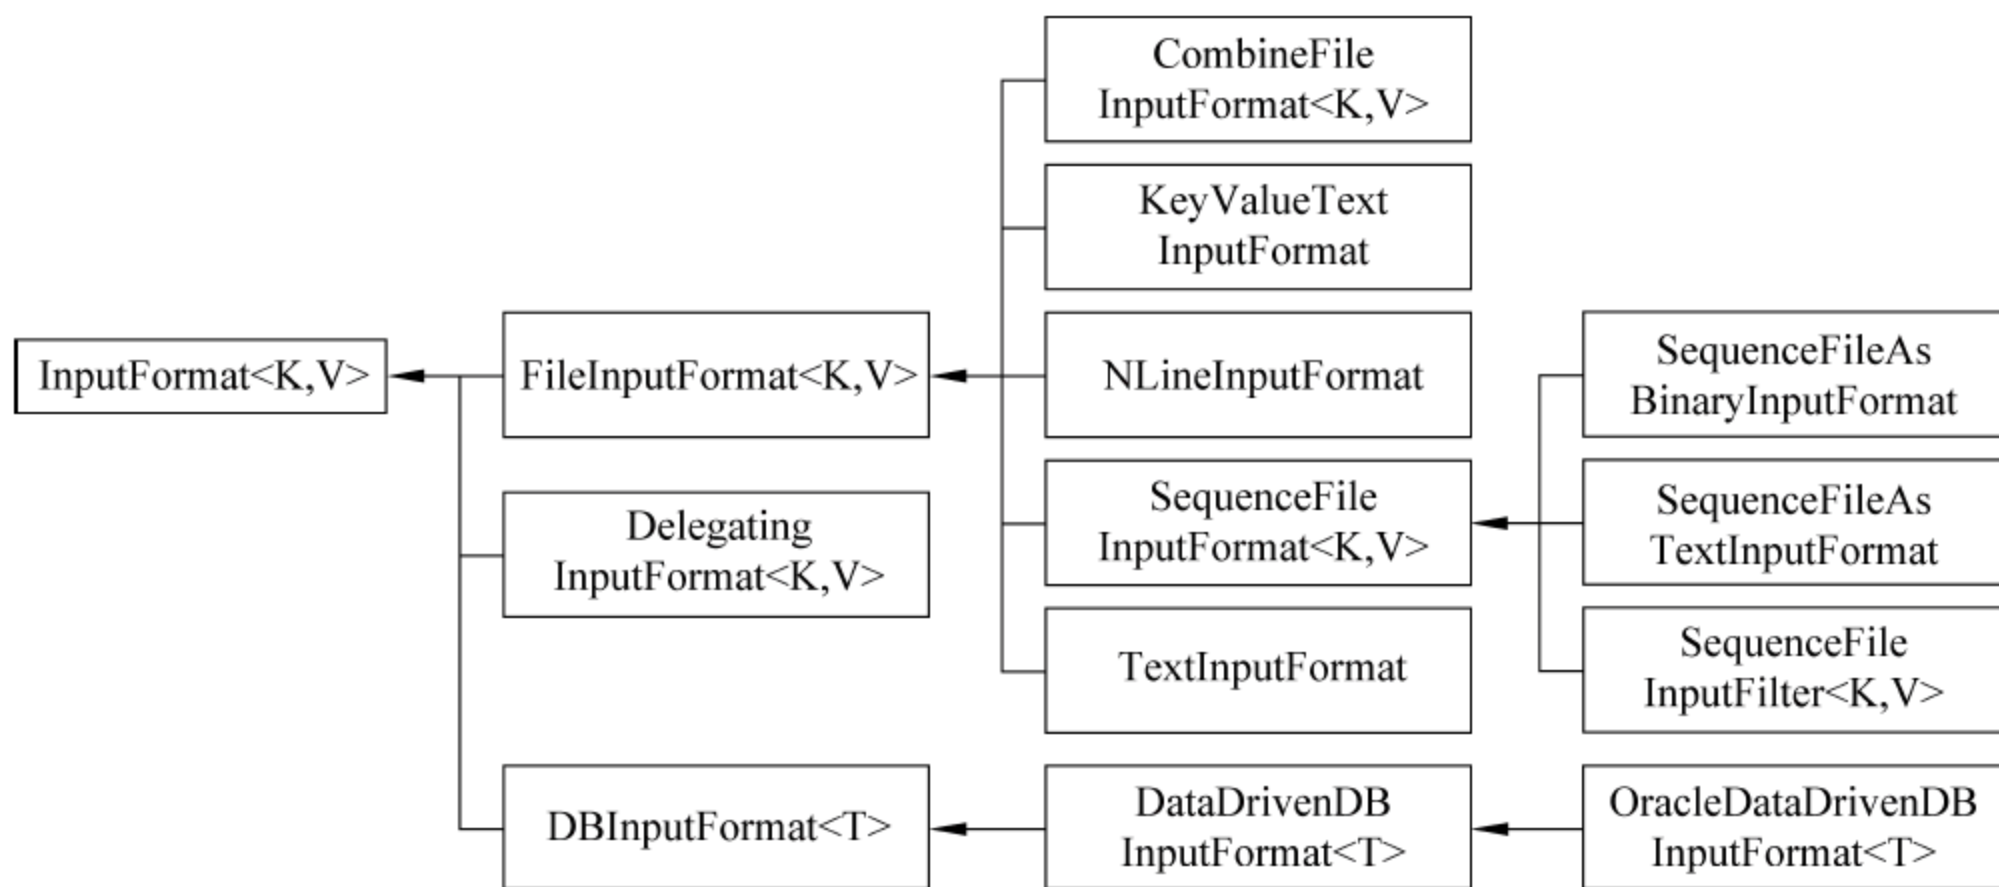 CombineFile
InputFormat<K,V>
KeyValueText
InputFormat
InputFormat<K,V>
FileInputFormat<K,V>
NLineInputFormat
SequenceFileAs
BinaryInputFormat
Delegating
InputFormat<K,V>
SequenceFile
InputFormat<K,V>
SequenceFileAs
TextInputFormat
TextInputFormat
SequenceFile
InputFilter<K,V>
DBInputFormat<T>
DataDrivenDB
InputFormat<T>
OracleDataDrivenDB
InputFormat<T>